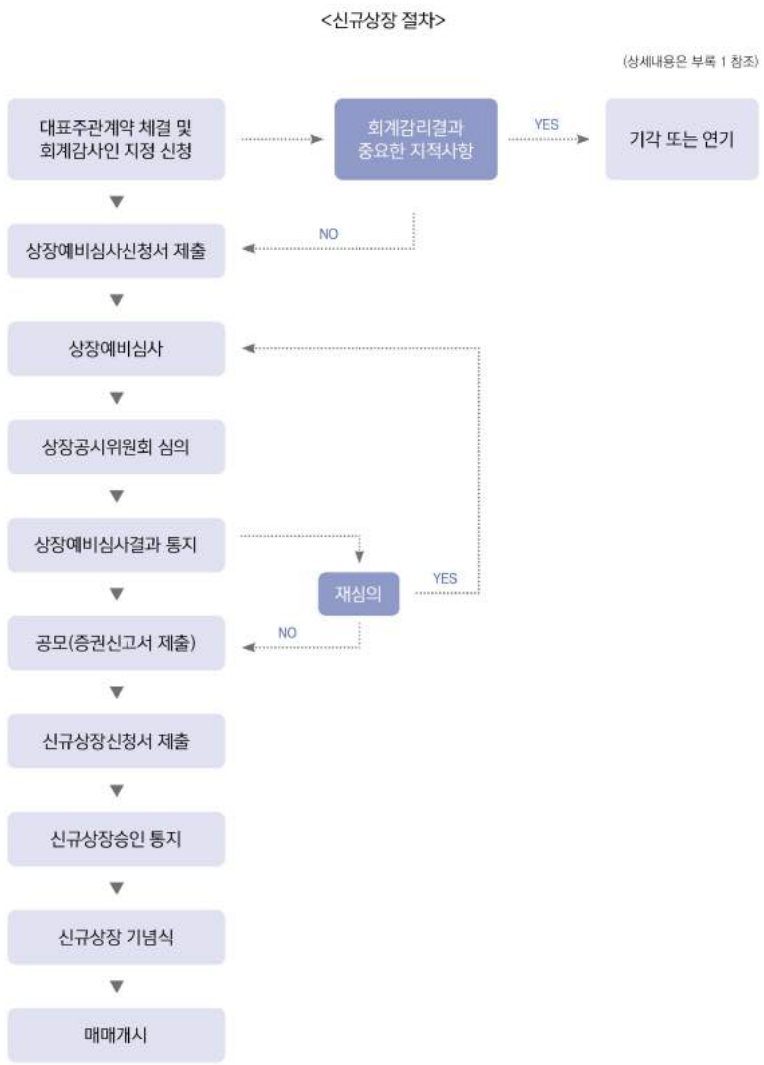 <신규상장 절차>
(상세내용은 부록 1 참조)
대표주관계약 체결 및
회계감사인 지정 신청
회계감리결과
중요한 지적사항
YES
기각 또는 연기
NO
상장예비심사신청서 제출
상장예비심사
상장공시위원회 심의
상장예비심사결과 통지
재심의
YES
NO
공모(증권신고서 제출)
신규상장신청서 제출
신규상장승인 통지
신규상장 기념식
매매개시